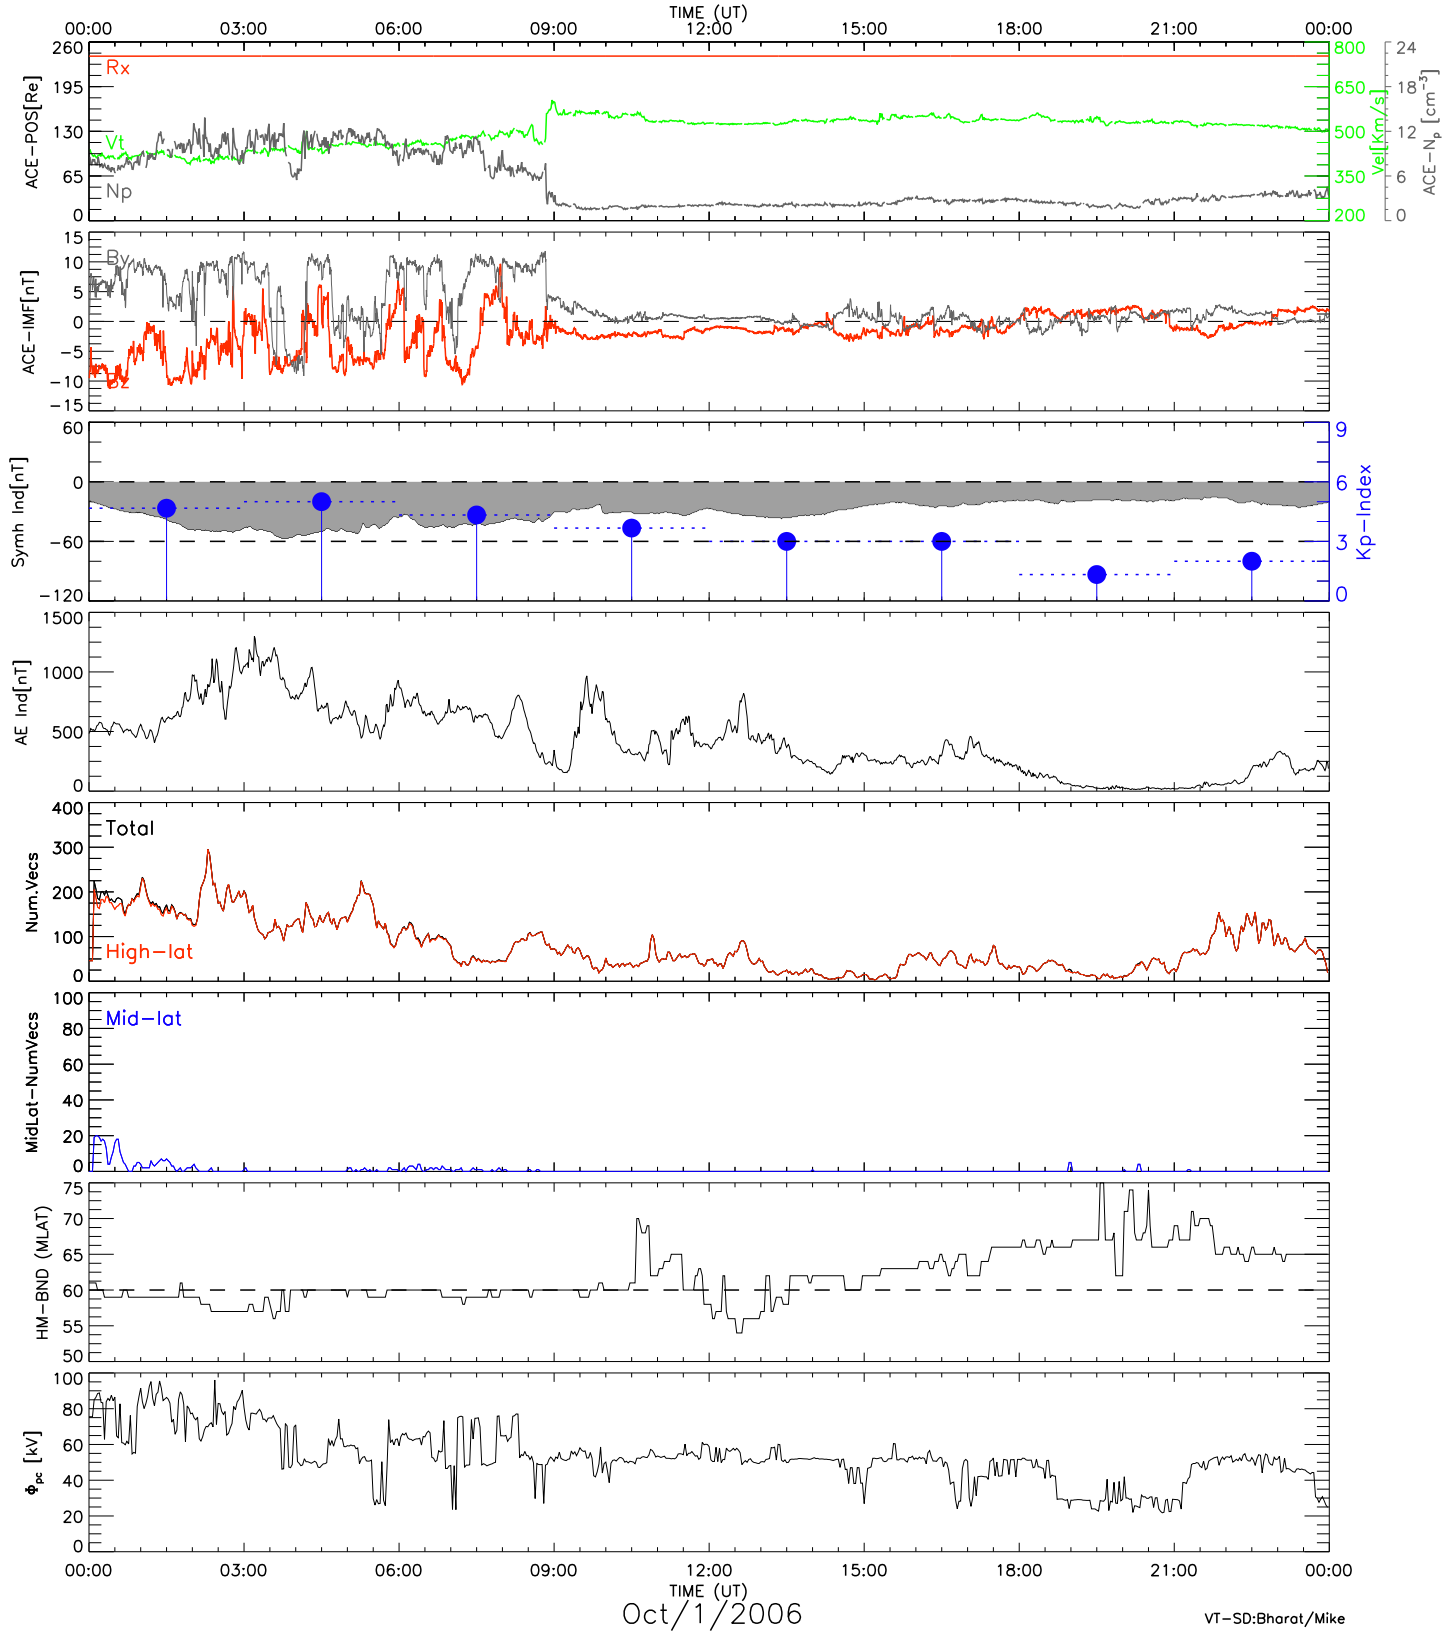 TIME (UT)
00:00 03:00 06:00 09:00 12:00 15:00 18:00 21:00 00:00
ACE-POS[Re]
260
195
130
65
0
Rx
Vt
Np
800
650
500
350
200
Vel[Km/s]
24
18
12
6
0
ACE-Np [cm-3]
ACE-IMF[nT]
15
10
5
0
-5
-10
-15
By
Bz
Symh Ind[nT]
60
0
-60
-120
9
6
3
0
Kp-Index
AE Ind[nT]
1500
1000
500
0
Num.Vecs
400
300
200
100
0
Total
High-lat
MidLat-NumVecs
100
80
60
40
20
0
Mid-lat
HM-BND (MLAT)
75
70
65
60
55
50
Φpc [kV]
100
80
60
40
20
0
00:00 03:00 06:00 09:00 12:00 15:00 18:00 21:00 00:00
TIME (UT)
Oct/1/2006
VT-SD:Bharat/Mike